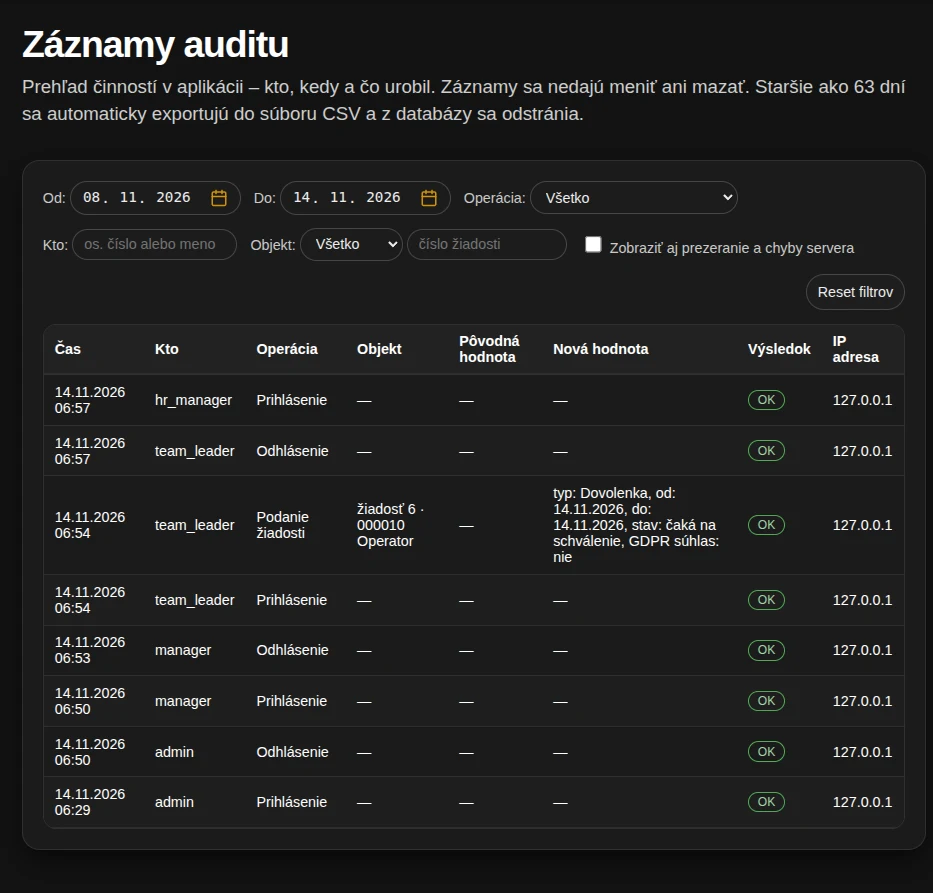 Záznamy auditu
Prehľad činností v aplikácii – kto, kedy a čo urobil. Záznamy sa nedajú meniť ani mazať. Staršie ako 63 dní
sa automaticky exportujú do súboru CSV a z databázy sa odstránia.
Od: 08. 11. 2026 Do: 14. 11. 2026 Operácia: Všetko
Kto: os. číslo alebo meno Objekt: Všetko číslo žiadosti Zobraziť aj prezeranie a chyby servera
Reset filtrov
Čas Kto Operácia Objekt Pôvodná hodnota Nová hodnota Výsledok IP adresa
14.11.2026 06:57 hr_manager Prihlásenie — — — OK 127.0.0.1
14.11.2026 06:57 team_leader Odhlásenie — — — OK 127.0.0.1
14.11.2026 06:54 team_leader Podanie žiadosti žiadosť 6 · 000010 Operator — typ: Dovolenka, od: 14.11.2026, do: 14.11.2026, stav: čaká na schválenie, GDPR súhlas: nie OK 127.0.0.1
14.11.2026 06:54 team_leader Prihlásenie — — — OK 127.0.0.1
14.11.2026 06:53 manager Odhlásenie — — — OK 127.0.0.1
14.11.2026 06:50 manager Prihlásenie — — — OK 127.0.0.1
14.11.2026 06:50 admin Odhlásenie — — — OK 127.0.0.1
14.11.2026 06:29 admin Prihlásenie — — — OK 127.0.0.1